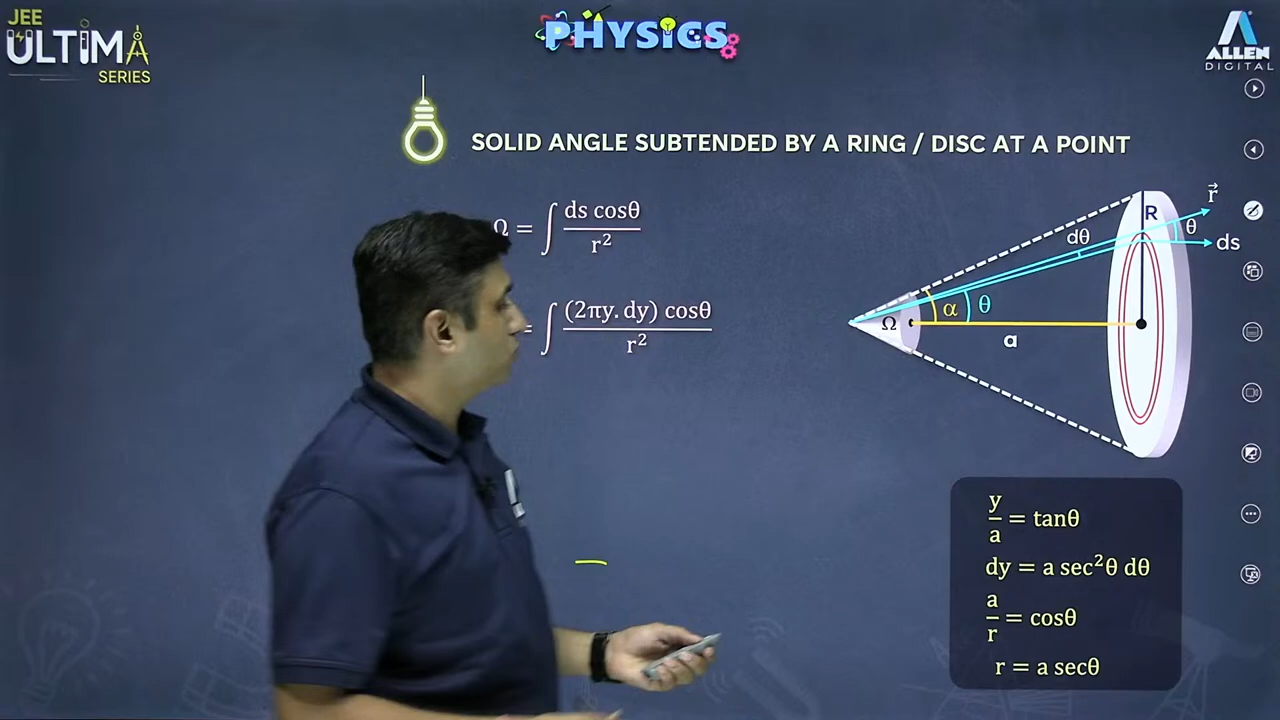 JEE
ULTIMA
SERIES
PHYSICS
ALLEN
DIGITAL
SOLID ANGLE SUBTENDED BY A RING / DISC AT A POINT
Ω = ∫ ds cosθ / r²
= ∫ (2πy. dy) cosθ / r²
R
r⃗
θ
dθ
ds
Ω
α
θ
a
y/a = tanθ
dy = a sec²θ dθ
a/r = cosθ
r = a secθ